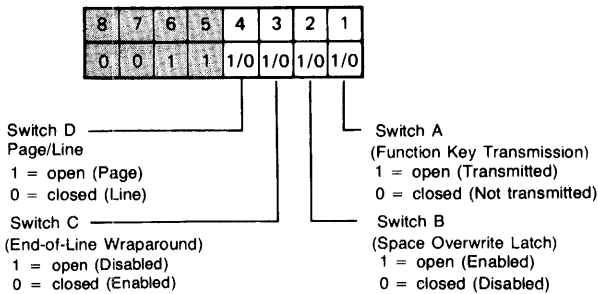 8 7 6 5 4 3 2 1
0 0 1 1 1/0 1/0 1/0 1/0
Switch D
Page/Line
1 = open (Page)
0 = closed (Line)
Switch A
(Function Key Transmission)
1 = open (Transmitted)
0 = closed (Not transmitted)
Switch C
(End-of-Line Wraparound)
1 = open (Disabled)
0 = closed (Enabled)
Switch B
(Space Overwrite Latch)
1 = open (Enabled)
0 = closed (Disabled)